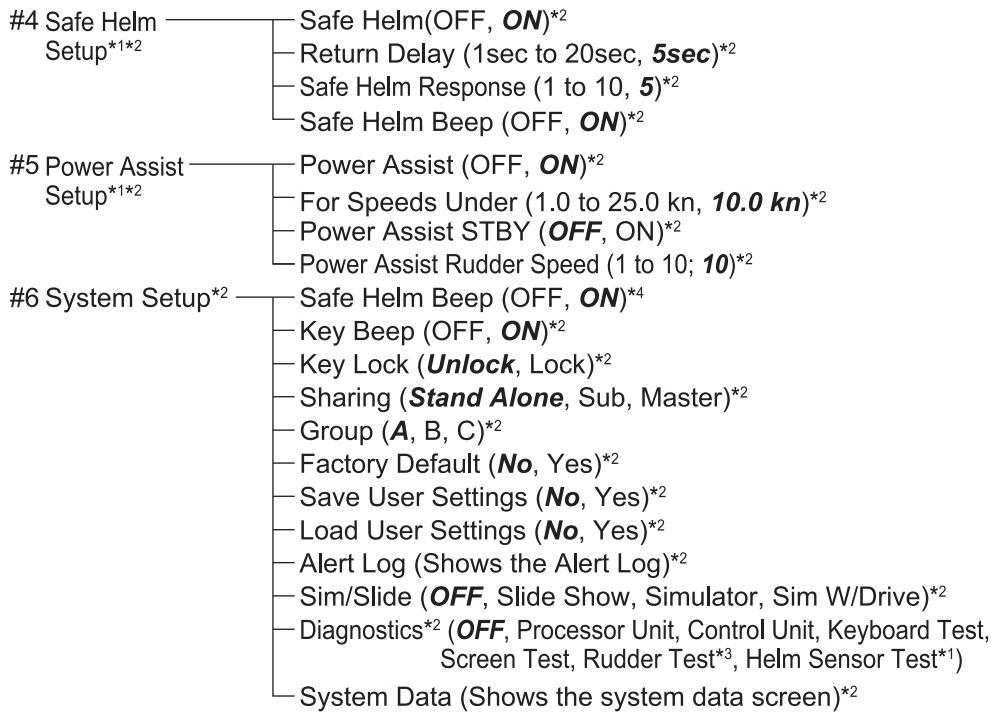 #4 Safe Helm Setup*1*2
Safe Helm(OFF, ON)*2
Return Delay (1sec to 20sec, 5sec)*2
Safe Helm Response (1 to 10, 5)*2
Safe Helm Beep (OFF, ON)*2
#5 Power Assist Setup*1*2
Power Assist (OFF, ON)*2
For Speeds Under (1.0 to 25.0 kn, 10.0 kn)*2
Power Assist STBY (OFF, ON)*2
Power Assist Rudder Speed (1 to 10; 10)*2
#6 System Setup*2
Safe Helm Beep (OFF, ON)*4
Key Beep (OFF, ON)*2
Key Lock (Unlock, Lock)*2
Sharing (Stand Alone, Sub, Master)*2
Group (A, B, C)*2
Factory Default (No, Yes)*2
Save User Settings (No, Yes)*2
Load User Settings (No, Yes)*2
Alert Log (Shows the Alert Log)*2
Sim/Slide (OFF, Slide Show, Simulator, Sim W/Drive)*2
Diagnostics*2 (OFF, Processor Unit, Control Unit, Keyboard Test,
Screen Test, Rudder Test*3, Helm Sensor Test*1)
System Data (Shows the system data screen)*2